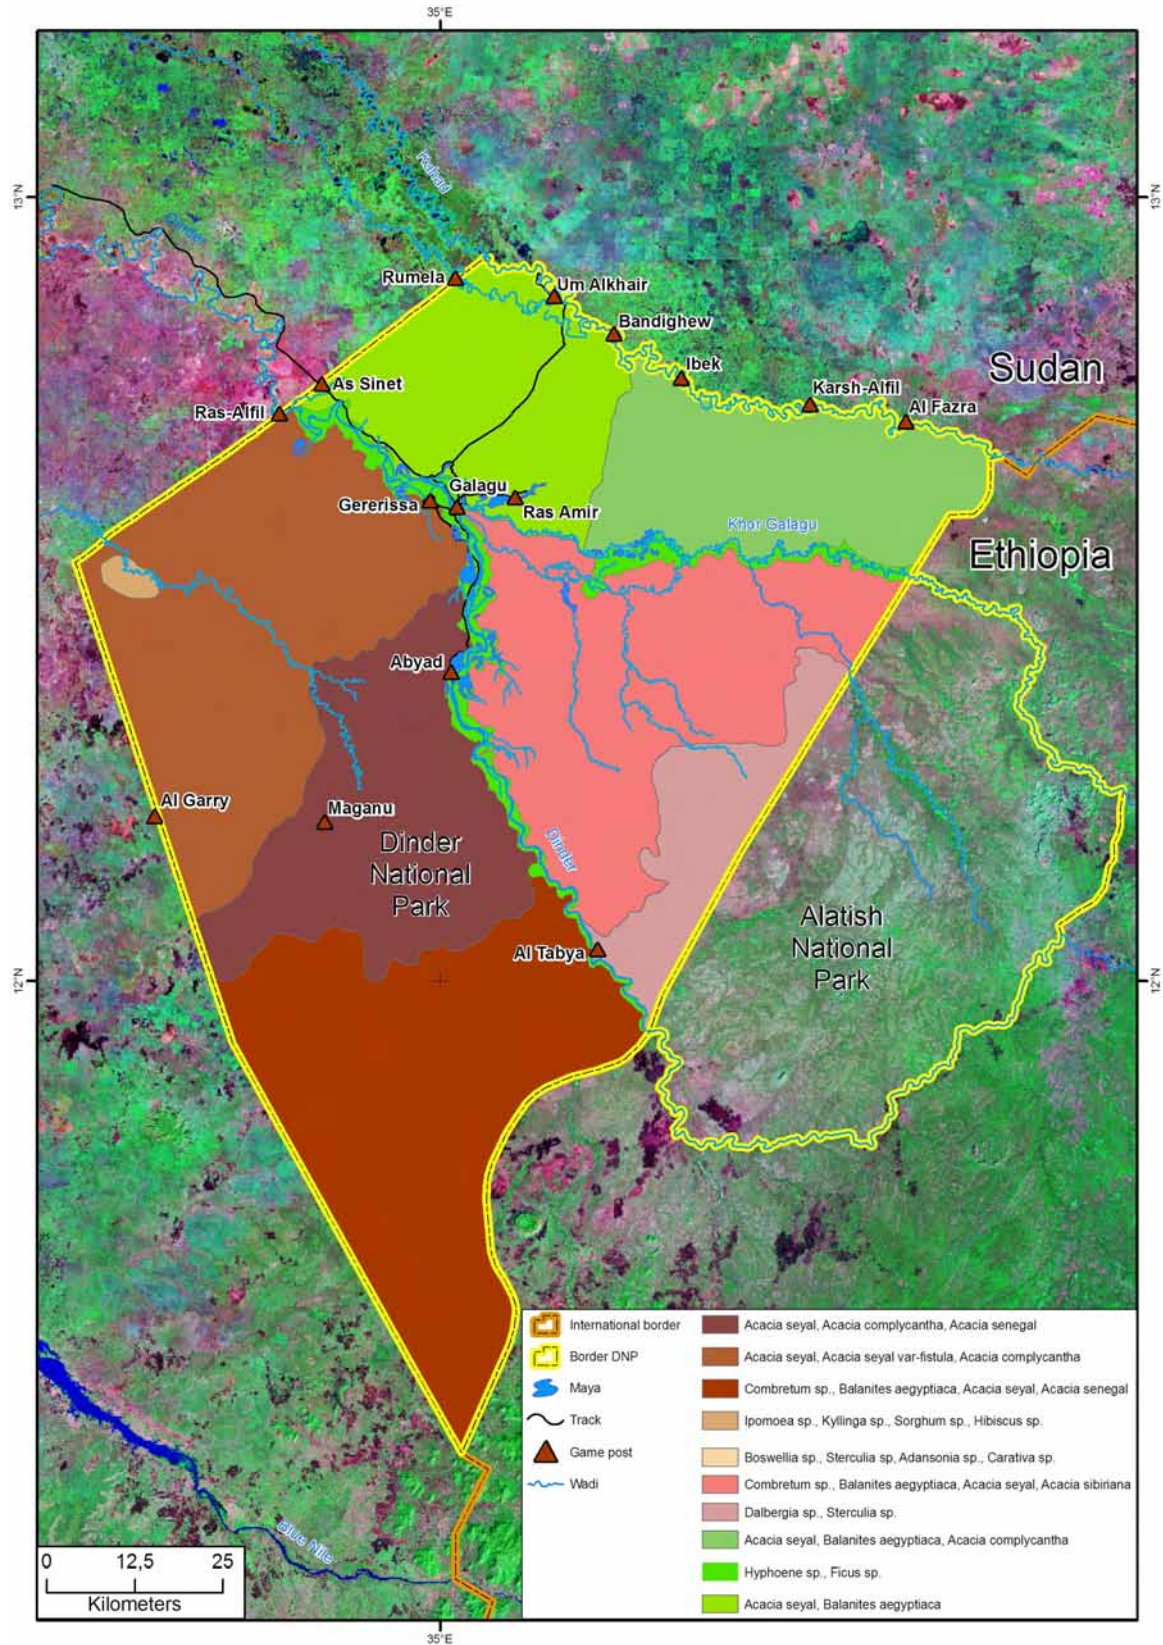 35°E
Rahad
13°N
13°N
Dinder
Rumela
Um Alkhair
Bandighew
Ibek
Sudan
As Sinet
Karsh-Alfil
Ras-Alfil
Al Fazra
Galagu
Gererissa
Ras Amir
Khor Galagu
Ethiopia
Abyad
Al Garry
Maganu
Dinder
National
Park
Dinder
Alatish
National
Park
Al Tabya
12°N
12°N
International border
Border DNP
Maya
Track
Game post
Wadi
Acacia seyal, Acacia complycantha, Acacia senegal
Acacia seyal, Acacia seyal var-fistula, Acacia complycantha
Combretum sp., Balanites aegyptiaca, Acacia seyal, Acacia senegal
Ipomoea sp., Kyllinga sp., Sorghum sp., Hibiscus sp.
Boswellia sp., Sterculia sp, Adansonia sp., Carativa sp.
Combretum sp., Balanites aegyptiaca, Acacia seyal, Acacia sibiriana
Dalbergia sp., Sterculia sp.
Acacia seyal, Balanites aegyptiaca, Acacia complycantha
Hyphoene sp., Ficus sp.
Acacia seyal, Balanites aegyptiaca
Blue Nile
0 12,5 25
Kilometers
35°E